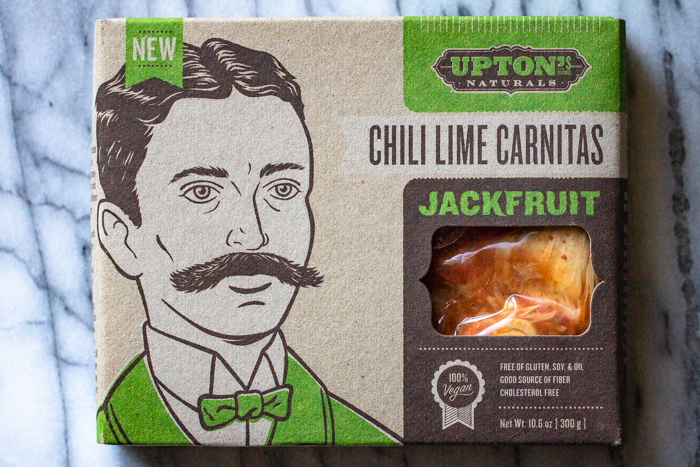 NEW
UPTON'S
NATURALS
CHILI LIME CARNITAS
JACKFRUIT
100%
Vegan
FREE OF GLUTEN, SOY, & OIL
GOOD SOURCE OF FIBER
CHOLESTEROL FREE
Net Wt. 10.6 oz { 300 g }